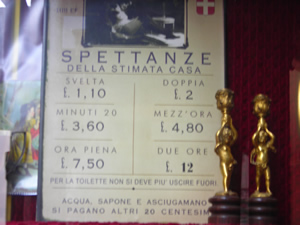 SPETTANZE
DELLA STIMATA CASA
SVELTA DOPPIA
£. 1,10 £. 2
MINUTI 20 MEZZ'ORA
£. 3,60 £. 4,80
ORA PIENA DUE ORE
£. 7,50 £. 12
PER LA TOILETTE NON SI DEVE PIU' USCIRE FUORI
ACQUA, SAPONE E ASCIUGAMANO
SI PAGANO ALTRI 20 CENTESIMI